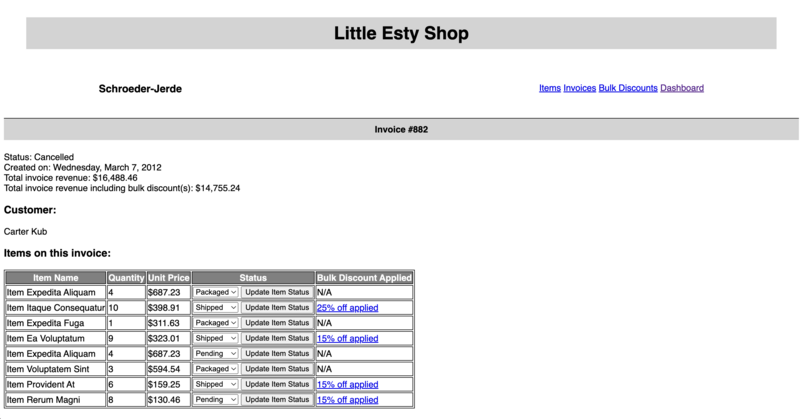 Little Esty Shop
Schroeder-Jerde Items Invoices Bulk Discounts Dashboard
Invoice #882
Status: Cancelled
Created on: Wednesday, March 7, 2012
Total invoice revenue: $16,488.46
Total invoice revenue including bulk discount(s): $14,755.24
Customer:
Carter Kub
Items on this invoice:
Item Name Quantity Unit Price Status Bulk Discount Applied
Item Expedita Aliquam 4 $687.23 Packaged Update Item Status N/A
Item Itaque Consequatur 10 $398.91 Shipped Update Item Status 25% off applied
Item Expedita Fuga 1 $311.63 Packaged Update Item Status N/A
Item Ea Voluptatum 9 $323.01 Shipped Update Item Status 15% off applied
Item Expedita Aliquam 4 $687.23 Pending Update Item Status N/A
Item Voluptatem Sint 3 $594.54 Packaged Update Item Status N/A
Item Provident At 6 $159.25 Shipped Update Item Status 15% off applied
Item Rerum Magni 8 $130.46 Pending Update Item Status 15% off applied